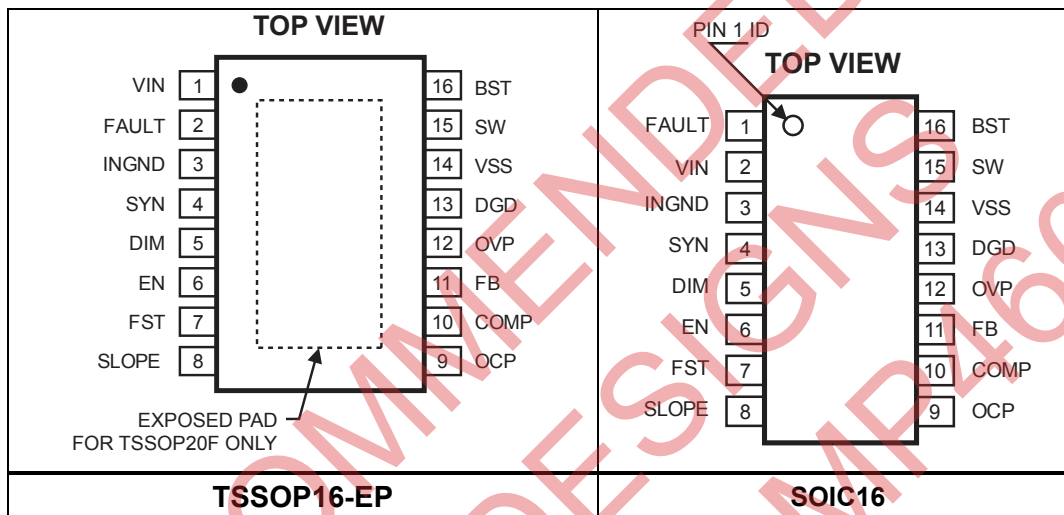 TOP VIEW
VIN 1
FAULT 2
INGND 3
SYN 4
DIM 5
EN 6
FST 7
SLOPE 8
16 BST
15 SW
14 VSS
13 DGD
12 OVP
11 FB
10 COMP
9 OCP
EXPOSED PAD
FOR TSSOP20F ONLY
TSSOP16-EP
PIN 1 ID
TOP VIEW
FAULT 1
VIN 2
INGND 3
SYN 4
DIM 5
EN 6
FST 7
SLOPE 8
16 BST
15 SW
14 VSS
13 DGD
12 OVP
11 FB
10 COMP
9 OCP
SOIC16
OMMENDED
DESIGNS
MP460